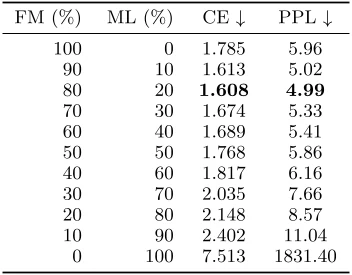 FM (%) ML (%) CE ↓ PPL ↓
100 0 1.785 5.96
90 10 1.613 5.02
80 20 1.608 4.99
70 30 1.674 5.33
60 40 1.689 5.41
50 50 1.768 5.86
40 60 1.817 6.16
30 70 2.035 7.66
20 80 2.148 8.57
10 90 2.402 11.04
0 100 7.513 1831.40